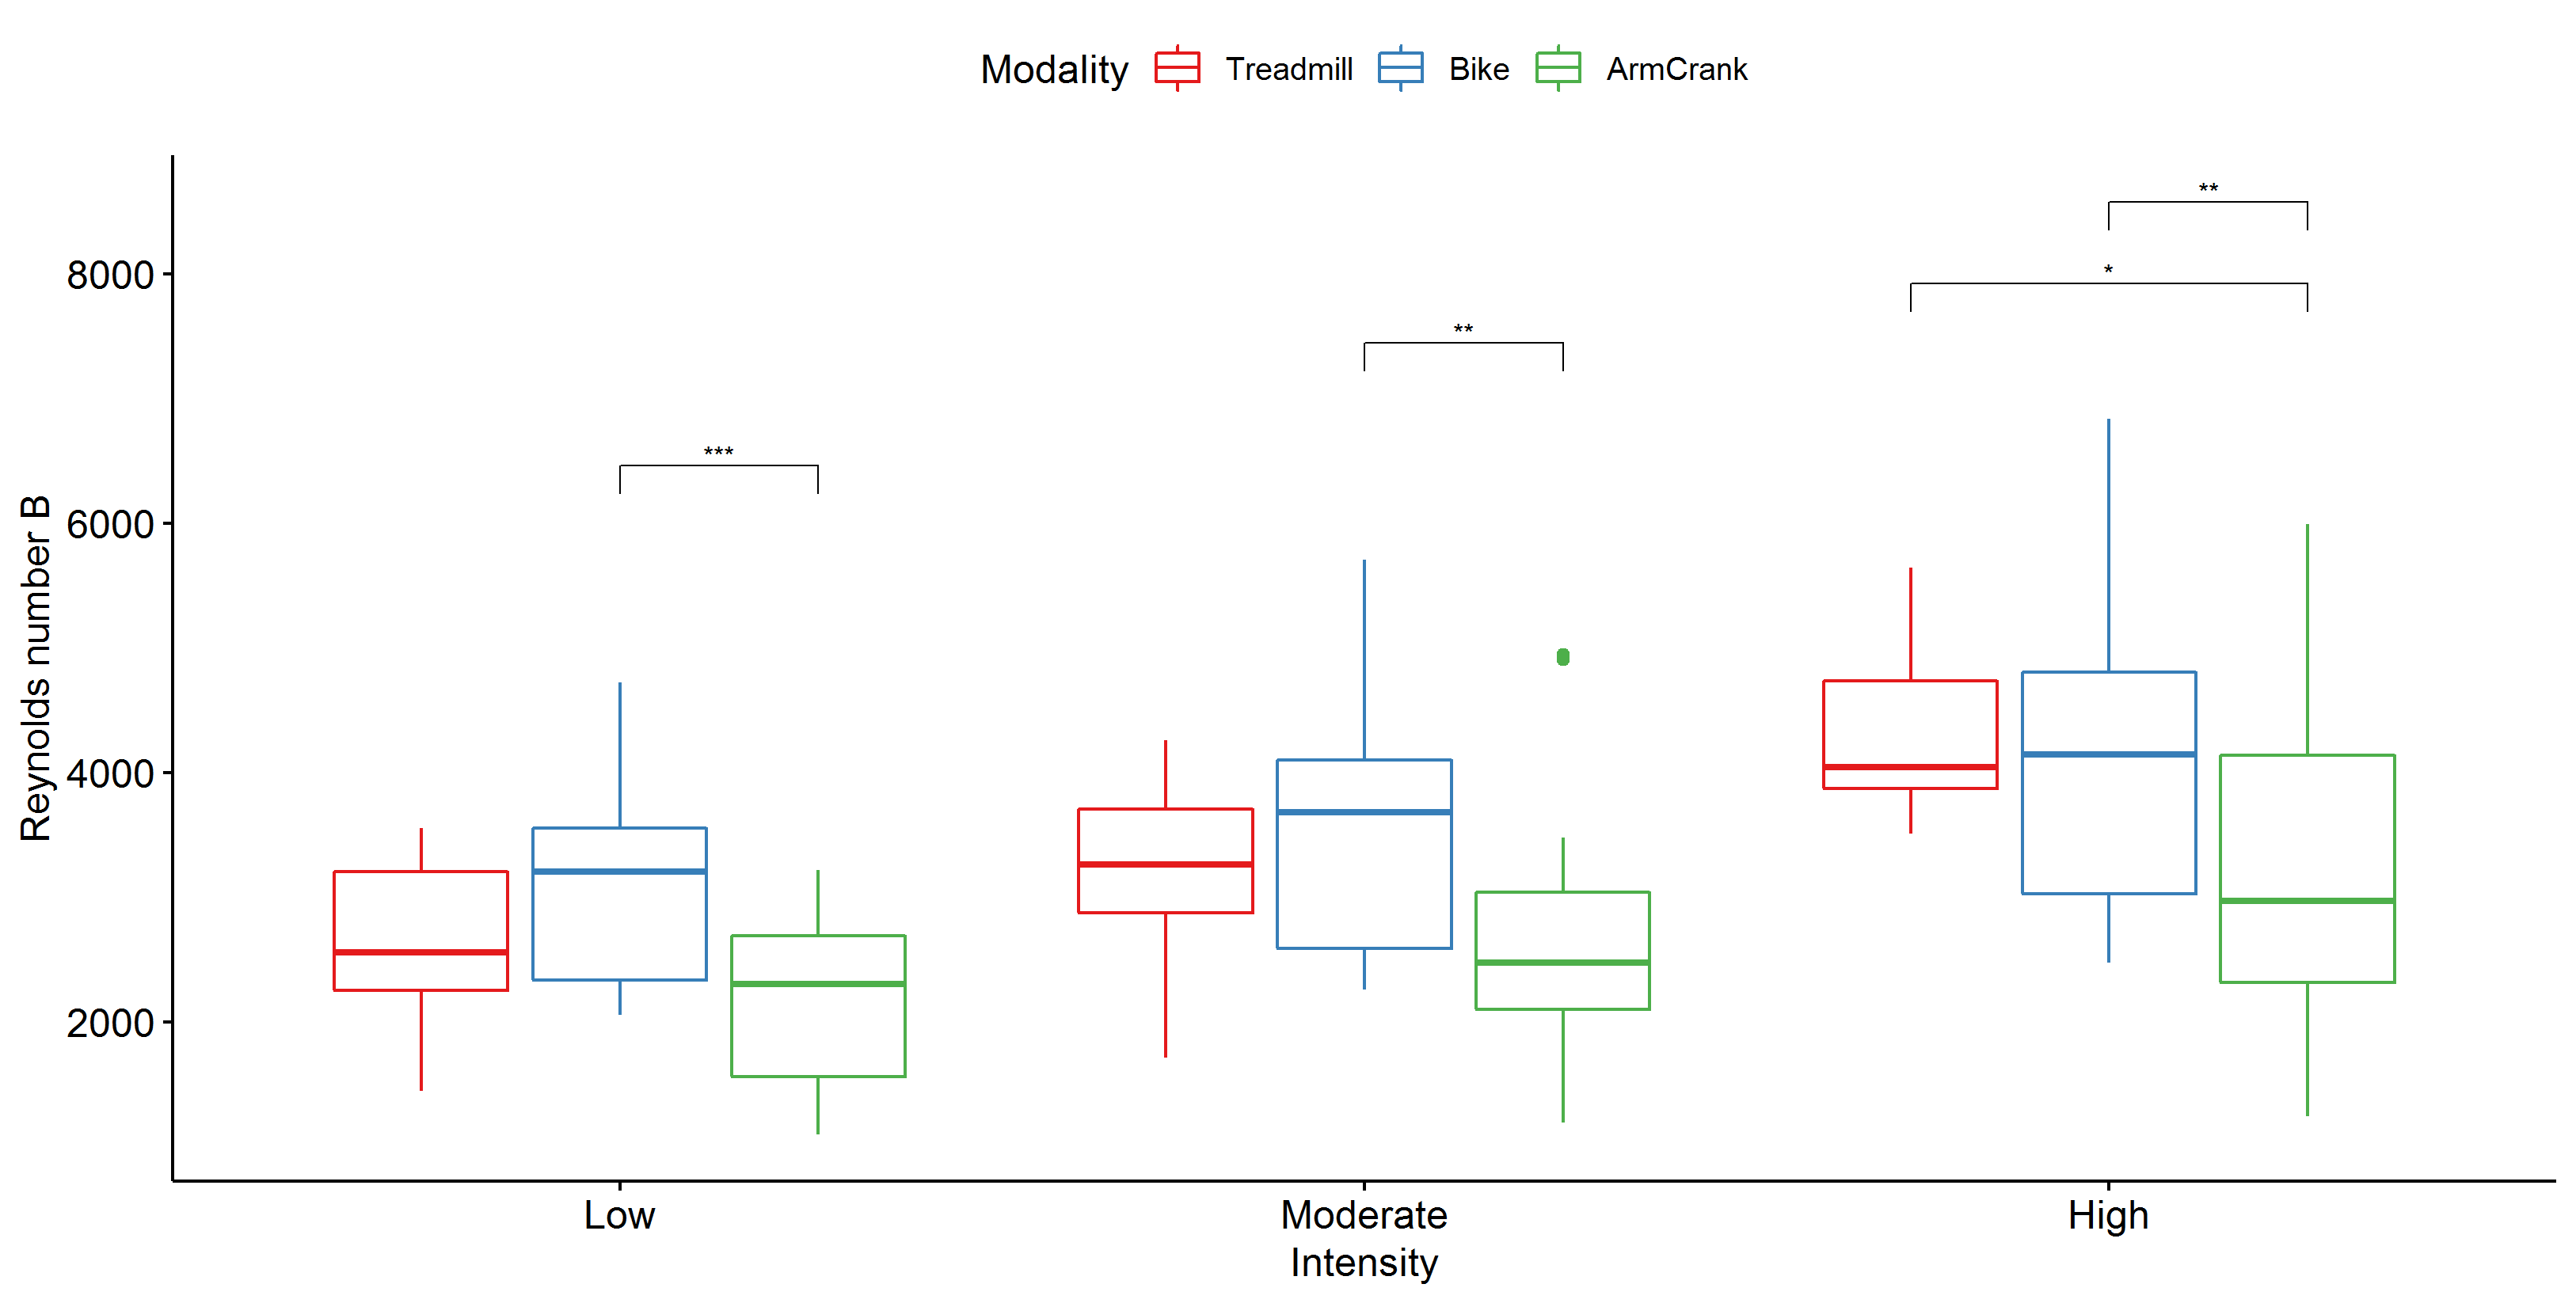 Modality Treadmill Bike ArmCrank
**
8000
*
**
***
6000
Reynolds number B
4000
2000
Low Moderate High
Intensity